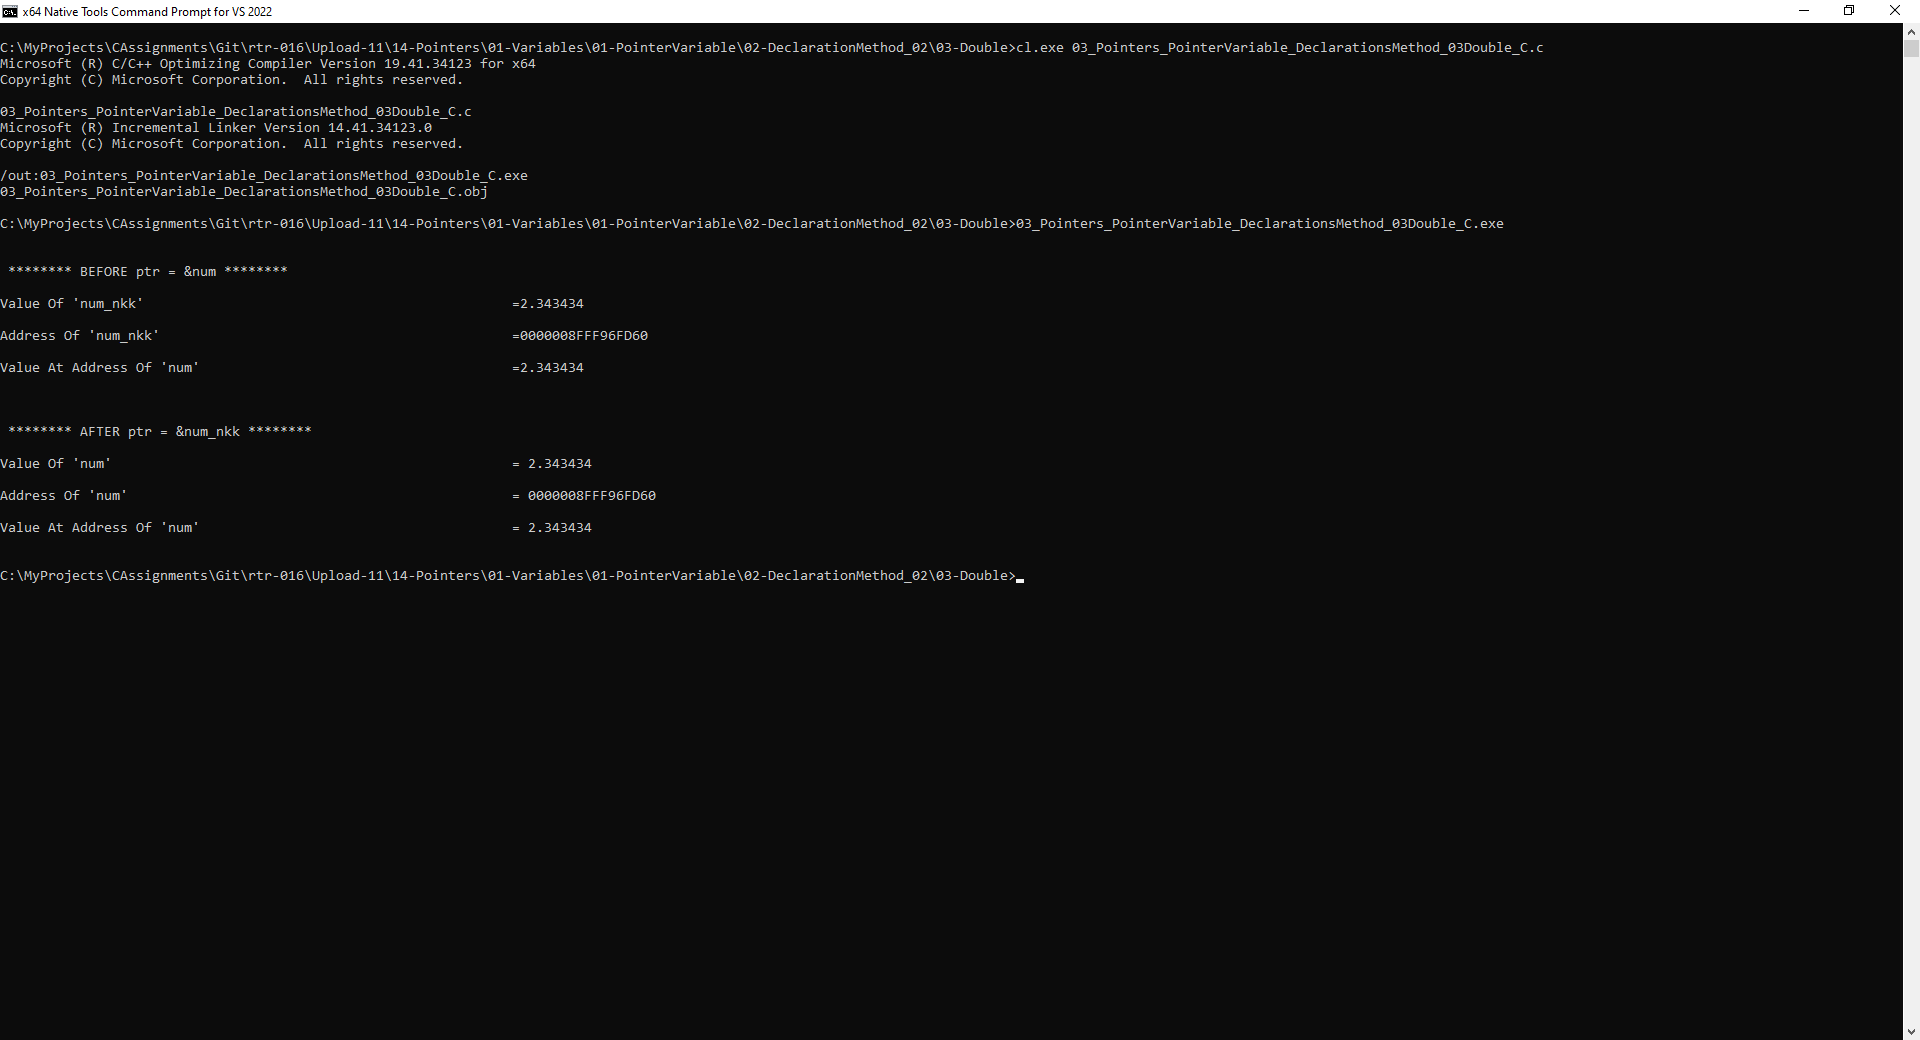 x64 Native Tools Command Prompt for VS 2022
C:\MyProjects\CAssignments\Git\rtr-016\Upload-11\14-Pointers\01-Variables\01-PointerVariable\02-DeclarationMethod_02\03-Double>cl.exe 03_Pointers_PointerVariable_DeclarationsMethod_03Double_C.c
Microsoft (R) C/C++ Optimizing Compiler Version 19.41.34123 for x64
Copyright (C) Microsoft Corporation.  All rights reserved.
03_Pointers_PointerVariable_DeclarationsMethod_03Double_C.c
Microsoft (R) Incremental Linker Version 14.41.34123.0
Copyright (C) Microsoft Corporation.  All rights reserved.
/out:03_Pointers_PointerVariable_DeclarationsMethod_03Double_C.exe
03_Pointers_PointerVariable_DeclarationsMethod_03Double_C.obj
C:\MyProjects\CAssignments\Git\rtr-016\Upload-11\14-Pointers\01-Variables\01-PointerVariable\02-DeclarationMethod_02\03-Double>03_Pointers_PointerVariable_DeclarationsMethod_03Double_C.exe
******** BEFORE ptr = &num ********
Value Of 'num_nkk' =2.343434
Address Of 'num_nkk' =0000008FFF96FD60
Value At Address Of 'num' =2.343434
******** AFTER ptr = &num_nkk ********
Value Of 'num' = 2.343434
Address Of 'num' = 0000008FFF96FD60
Value At Address Of 'num' = 2.343434
C:\MyProjects\CAssignments\Git\rtr-016\Upload-11\14-Pointers\01-Variables\01-PointerVariable\02-DeclarationMethod_02\03-Double>